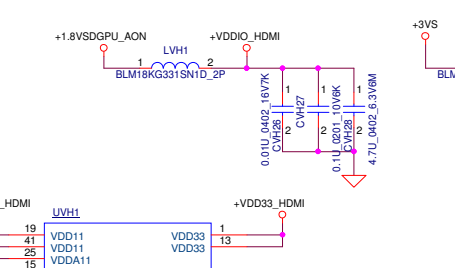 +3VS
+1.8VSDGPU_AON
+VDDIO_HDMI
LVH1
1
2
BLM18KG331SN1D_2P
BLM
0.01U_0402_16V7K
CVH26
1
2
CVH27
0.1U_0201_10V6K
1
2
CVH28
4.7U_0402_6.3V6M
1
2
_HDMI
UVH1
+VDD33_HDMI
19
VDD11
VDD33
1
41
VDD11
VDD33
13
25
VDDA11
15